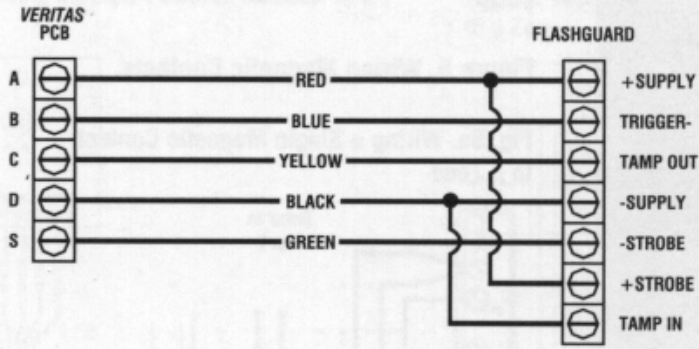 VERITAS
PCB
FLASHGUARD
A RED +SUPPLY
B BLUE TRIGGER-
C YELLOW TAMP OUT
D BLACK -SUPPLY
S GREEN -STROBE
+STROBE
TAMP IN